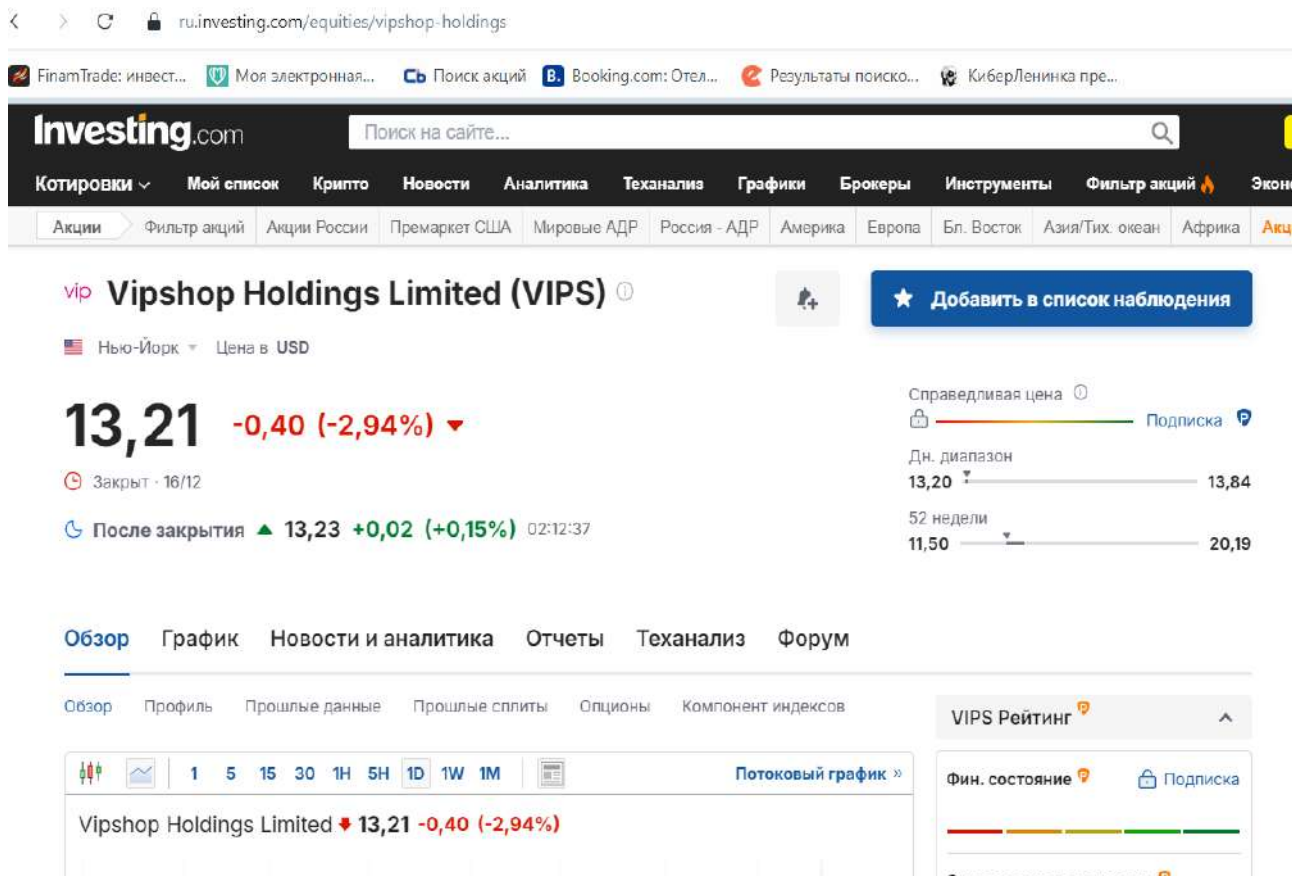 ru.investing.com/equities/vipshop-holdings
FinamTrade: инвест... Моя электронная... Сb Поиск акций B. Booking.com: Отел... Результаты поиско... КиберЛенинка пре...
Investing.com Поиск на сайте...
Котировки Мой список Крипто Новости Аналитика Теханализ Графики Брокеры Инструменты Фильтр акций Экон
Акции Фильтр акций Акции России Премаркет США Мировые АДР Россия - АДР Америка Европа Бл. Восток Азия/Тих. океан Африка Акц
vip Vipshop Holdings Limited (VIPS) Добавить в список наблюдения
Нью-Йорк Цена в USD
13,21 -0,40 (-2,94%)
Справедливая цена
Подписка
Закрыт · 16/12
Дн. диапазон
13,20 13,84
После закрытия 13,23 +0,02 (+0,15%) 02:12:37
52 недели
11,50 20,19
Обзор График Новости и аналитика Отчеты Теханализ Форум
Обзор Профиль Прошлые данные Прошлые сплиты Опционы Компонент индексов
VIPS Рейтинг
1 5 15 30 1H 5H 1D 1W 1M Потоковый график »
Фин. состояние Подписка
Vipshop Holdings Limited 13,21 -0,40 (-2,94%)